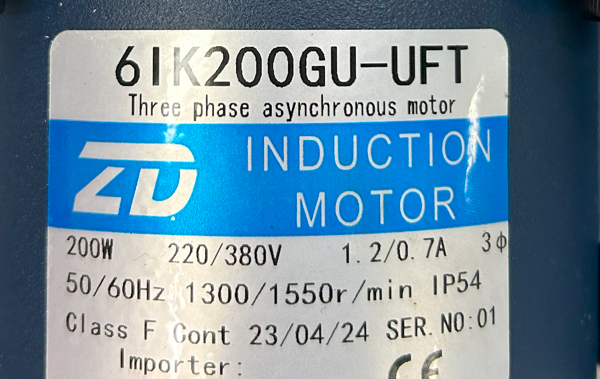 6IK200GU-UFT
Three phase asynchronous motor
ZD
INDUCTION
MOTOR
200W 220/380V 1.2/0.7A 3ϕ
50/60Hz 1300/1550r/min IP54
Class F Cont 23/04/24 SER. NO:01
Importer:
CE